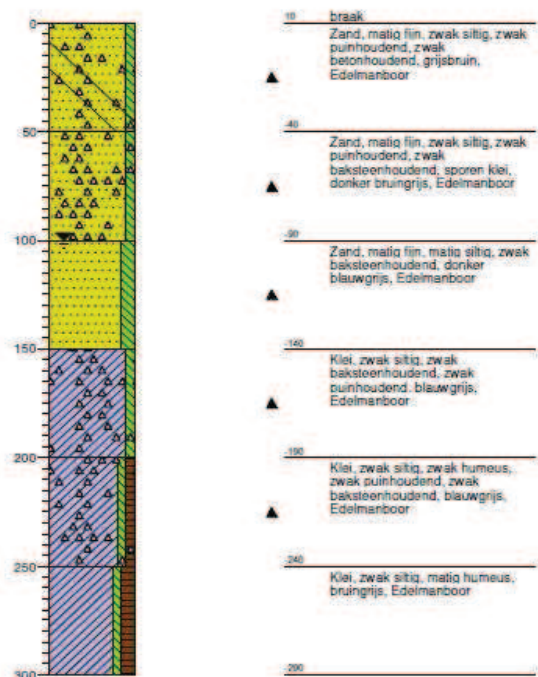 0
10
braak
Zand, matig fijn, zwak siltig, zwak
puinhoudend, zwak
betonhoudend, grijsbruin,
Edelmanboor
50
-40
Zand, matig fijn, zwak siltig, zwak
puinhoudend, zwak
baksteenhoudend, sporen klei,
donker bruingrijs, Edelmanboor
100
-90
Zand, matig fijn, matig siltig, zwak
baksteenhoudend, donker
blauwgrijs, Edelmanboor
150
-140
Klei, zwak siltig, zwak
baksteenhoudend, zwak
puinhoudend, blauwgrijs,
Edelmanboor
200
-190
Klei, zwak siltig, zwak humeus,
zwak puinhoudend, zwak
baksteenhoudend, blauwgrijs,
Edelmanboor
250
-240
Klei, zwak siltig, matig humeus,
bruingrijs, Edelmanboor
300
-290